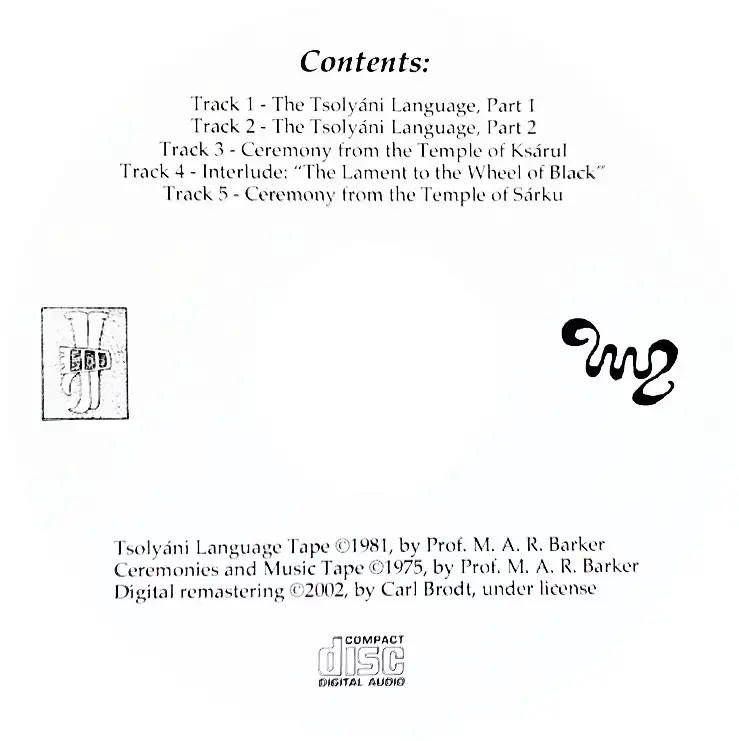 Contents:
Track 1 - The Tsolyáni Language, Part 1
Track 2 - The Tsolyáni Language, Part 2
Track 3 - Ceremony from the Temple of Ksárul
Track 4 - Interlude: “The Lament to the Wheel of Black”
Track 5 - Ceremony from the Temple of Sárku
Tsolyáni Language Tape ©1981, by Prof. M. A. R. Barker
Ceremonies and Music Tape ©1975, by Prof. M. A. R. Barker
Digital remastering ©2002, by Carl Brodt, under license
COMPACT
disc
DIGITAL AUDIO